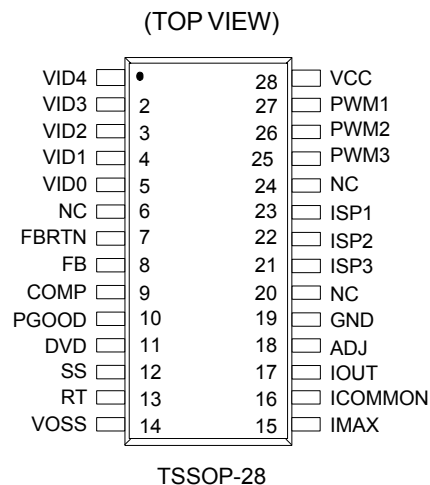 (TOP VIEW)
VID4 28 VCC
VID3 2 27 PWM1
VID2 3 26 PWM2
VID1 4 25 PWM3
VID0 5 24 NC
NC 6 23 ISP1
FBRTN 7 22 ISP2
FB 8 21 ISP3
COMP 9 20 NC
PGOOD 10 19 GND
DVD 11 18 ADJ
SS 12 17 IOUT
RT 13 16 ICOMMON
VOSS 14 15 IMAX
TSSOP-28